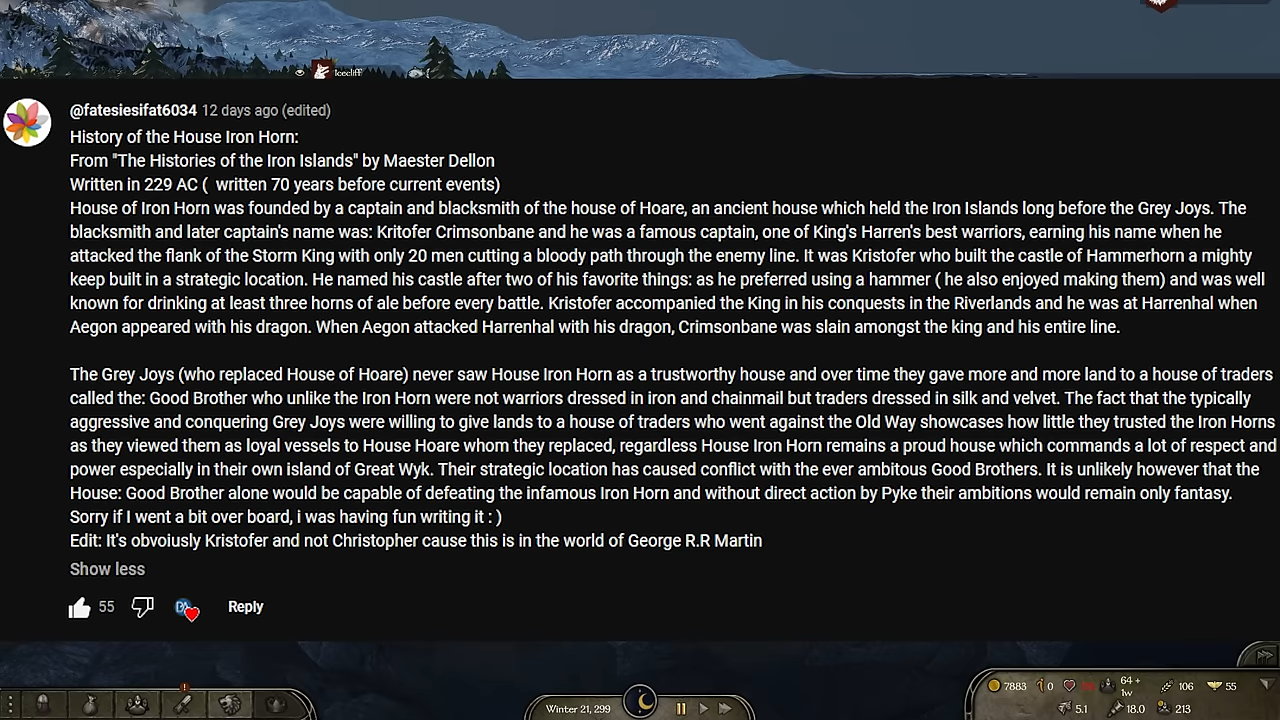 Icecliff
@fatesiesifat6034 12 days ago (edited)
History of the House Iron Horn:
From "The Histories of the Iron Islands" by Maester Dellon
Written in 229 AC ( written 70 years before current events)
House of Iron Horn was founded by a captain and blacksmith of the house of Hoare, an ancient house which held the Iron Islands long before the Grey Joys. The
blacksmith and later captain's name was: Kritofer Crimsonbane and he was a famous captain, one of King's Harren's best warriors, earning his name when he
attacked the flank of the Storm King with only 20 men cutting a bloody path through the enemy line. It was Kristofer who built the castle of Hammerhorn a mighty
keep built in a strategic location. He named his castle after two of his favorite things: as he preferred using a hammer ( he also enjoyed making them) and was well
known for drinking at least three horns of ale before every battle. Kristofer accompanied the King in his conquests in the Riverlands and he was at Harrenhal when
Aegon appeared with his dragon. When Aegon attacked Harrenhal with his dragon, Crimsonbane was slain amongst the king and his entire line.
The Grey Joys (who replaced House of Hoare) never saw House Iron Horn as a trustworthy house and over time they gave more and more land to a house of traders
called the: Good Brother who unlike the Iron Horn were not warriors dressed in iron and chainmail but traders dressed in silk and velvet. The fact that the typically
aggressive and conquering Grey Joys were willing to give lands to a house of traders who went against the Old Way showcases how little they trusted the Iron Horns
as they viewed them as loyal vessels to House Hoare whom they replaced, regardless House Iron Horn remains a proud house which commands a lot of respect and
power especially in their own island of Great Wyk. Their strategic location has caused conflict with the ever ambitous Good Brothers. It is unlikely however that the
House: Good Brother alone would be capable of defeating the infamous Iron Horn and without direct action by Pyke their ambitions would remain only fantasy.
Sorry if I went a bit over board, i was having fun writing it : )
Edit: It's obvoiusly Kristofer and not Christopher cause this is in the world of George R.R Martin
Show less
55
Reply
Winter 21, 299
7883 0 64 + 1w 106 55
5.1 18.0 213